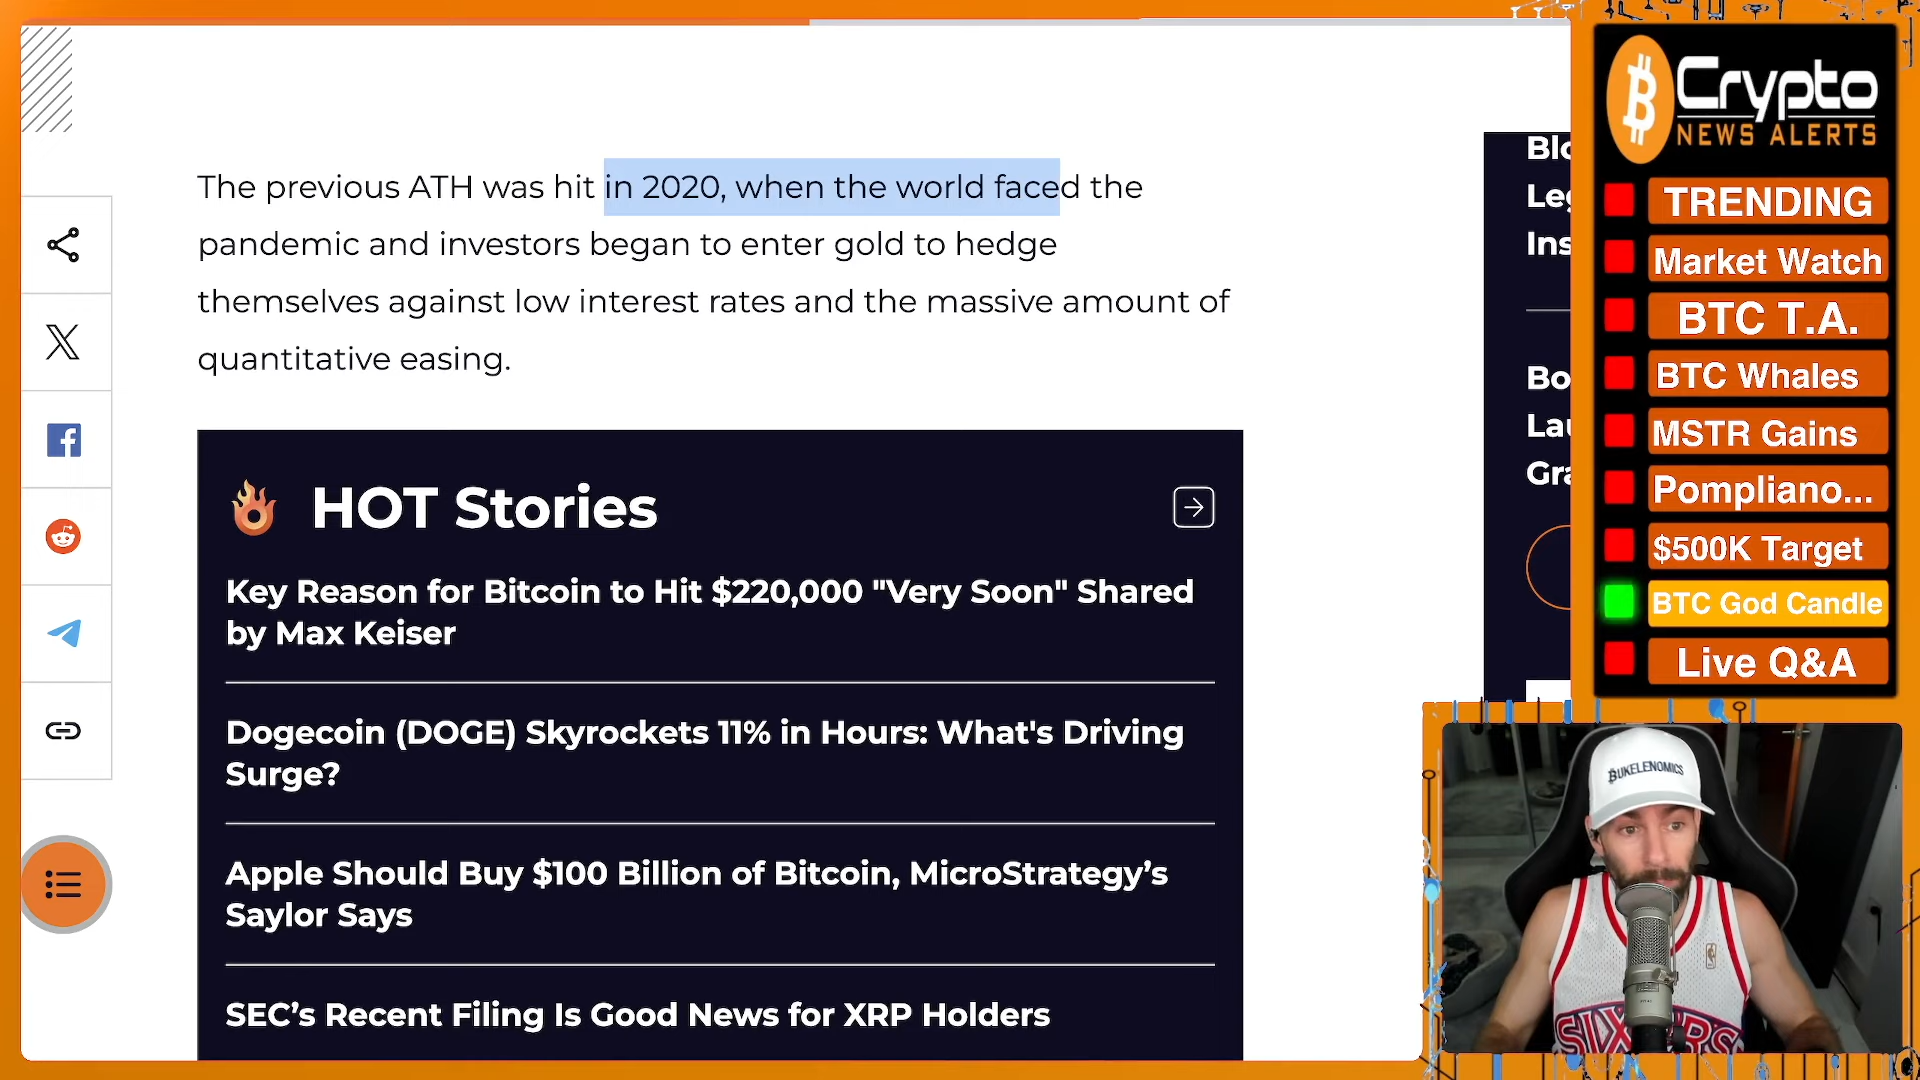 The previous ATH was hit in 2020, when the world faced the
pandemic and investors began to enter gold to hedge
themselves against low interest rates and the massive amount of
quantitative easing.
HOT Stories
Key Reason for Bitcoin to Hit $220,000 "Very Soon" Shared
by Max Keiser
Dogecoin (DOGE) Skyrockets 11% in Hours: What's Driving
Surge?
Apple Should Buy $100 Billion of Bitcoin, MicroStrategy’s
Saylor Says
SEC’s Recent Filing Is Good News for XRP Holders
Crypto
NEWS ALERTS
TRENDING
Market Watch
BTC T.A.
BTC Whales
MSTR Gains
Pompliano...
$500K Target
BTC God Candle
Live Q&A
BUKELENOMICS
SIXERS